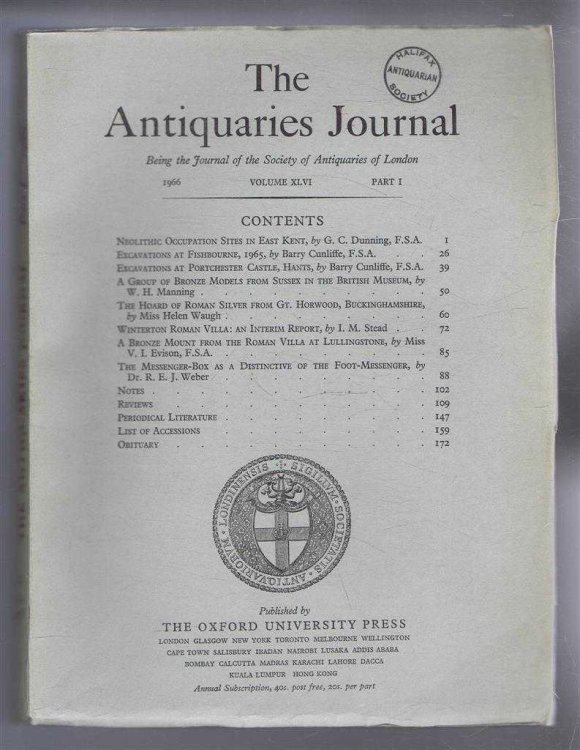 HALIFAX
ANTIQUARIAN
SOCIETY
The
Antiquaries Journal
Being the Journal of the Society of Antiquaries of London
1966 VOLUME XLVI PART I
CONTENTS
NEOLITHIC OCCUPATION SITES IN EAST KENT, by G. C. Dunning, F.S.A. 1
EXCAVATIONS AT FISHBOURNE, 1965, by Barry Cunliffe, F.S.A. . . 26
EXCAVATIONS AT PORTCHESTER CASTLE, HANTS, by Barry Cunliffe, F.S.A. 39
A GROUP OF BRONZE MODELS FROM SUSSEX IN THE BRITISH MUSEUM, by
W. H. Manning . . . . . . . . 50
THE HOARD OF ROMAN SILVER FROM GT. HORWOOD, BUCKINGHAMSHIRE,
by Miss Helen Waugh . . . . . . . . 60
WINTERTON ROMAN VILLA: AN INTERIM REPORT, by I. M. Stead . . 72
A BRONZE MOUNT FROM THE ROMAN VILLA AT LULLINGSTONE, by Miss
V. I. Evison, F.S.A. . . . . . . . 85
THE MESSENGER-BOX AS A DISTINCTIVE OF THE FOOT-MESSENGER, by
Dr. R. E. J. Weber . . . . . . . . 88
NOTES . . . . . . . . . . 102
REVIEWS . . . . . . . . . 109
PERIODICAL LITERATURE . . . . . . . 147
LIST OF ACCESSIONS . . . . . . . 159
OBITUARY . . . . . . . . . 172
SIGILLUM SOCIETATIS ANTIQUARIORUM LONDINENSIS
Published by
THE OXFORD UNIVERSITY PRESS
LONDON GLASGOW NEW YORK TORONTO MELBOURNE WELLINGTON
CAPE TOWN SALISBURY IBADAN NAIROBI LUSAKA ADDIS ABABA
BOMBAY CALCUTTA MADRAS KARACHI LAHORE DACCA
KUALA LUMPUR HONG KONG
Annual Subscription, 40s. post free, 20s. per part